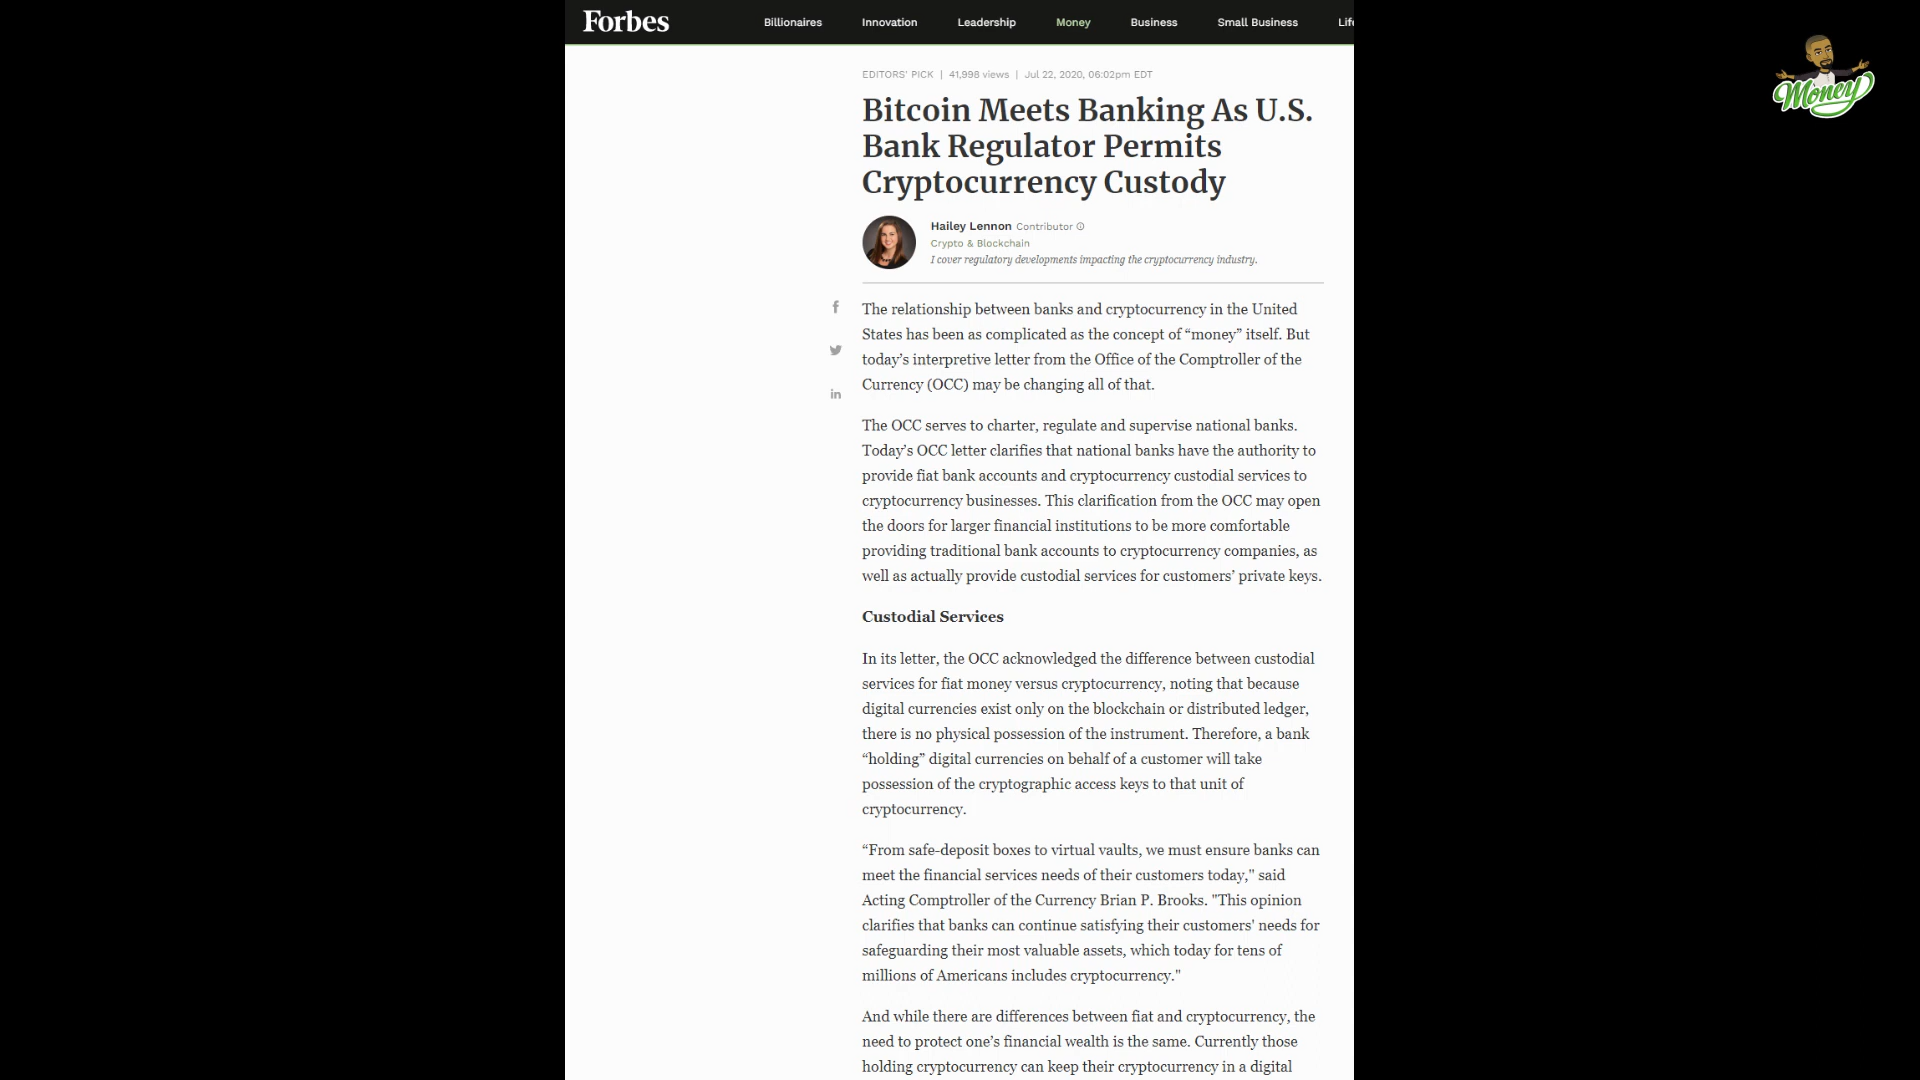 Forbes
Billionaires Innovation Leadership Money Business Small Business Life
Money
EDITORS' PICK | 41,998 views | Jul 22, 2020, 06:02pm EDT
Bitcoin Meets Banking As U.S.
Bank Regulator Permits
Cryptocurrency Custody
Hailey Lennon Contributor
Crypto & Blockchain
I cover regulatory developments impacting the cryptocurrency industry.
The relationship between banks and cryptocurrency in the United
States has been as complicated as the concept of “money” itself. But
today’s interpretive letter from the Office of the Comptroller of the
Currency (OCC) may be changing all of that.
The OCC serves to charter, regulate and supervise national banks.
Today’s OCC letter clarifies that national banks have the authority to
provide fiat bank accounts and cryptocurrency custodial services to
cryptocurrency businesses. This clarification from the OCC may open
the doors for larger financial institutions to be more comfortable
providing traditional bank accounts to cryptocurrency companies, as
well as actually provide custodial services for customers’ private keys.
Custodial Services
In its letter, the OCC acknowledged the difference between custodial
services for fiat money versus cryptocurrency, noting that because
digital currencies exist only on the blockchain or distributed ledger,
there is no physical possession of the instrument. Therefore, a bank
“holding” digital currencies on behalf of a customer will take
possession of the cryptographic access keys to that unit of
cryptocurrency.
“From safe-deposit boxes to virtual vaults, we must ensure banks can
meet the financial services needs of their customers today," said
Acting Comptroller of the Currency Brian P. Brooks. "This opinion
clarifies that banks can continue satisfying their customers' needs for
safeguarding their most valuable assets, which today for tens of
millions of Americans includes cryptocurrency."
And while there are differences between fiat and cryptocurrency, the
need to protect one’s financial wealth is the same. Currently those
holding cryptocurrency can keep their cryptocurrency in a digital